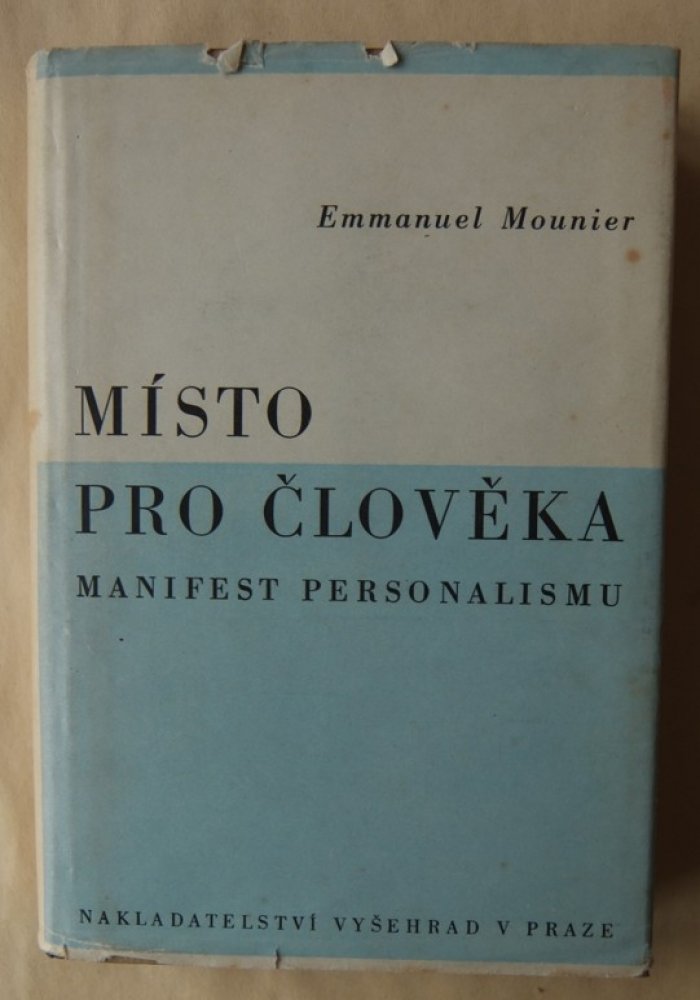 Emmanuel Mounier
MÍSTO
PRO ČLOVĚKA
MANIFEST PERSONALISMU
NAKLADATELSTVÍ VYŠEHRAD V PRAZE